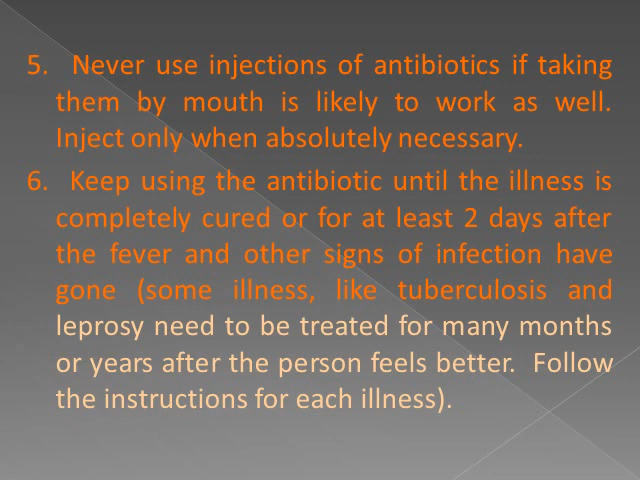 5. Never use injections of antibiotics if taking
them by mouth is likely to work as well.
Inject only when absolutely necessary.
6. Keep using the antibiotic until the illness is
completely cured or for at least 2 days after
the fever and other signs of infection have
gone (some illness, like tuberculosis and
leprosy need to be treated for many months
or years after the person feels better. Follow
the instructions for each illness).